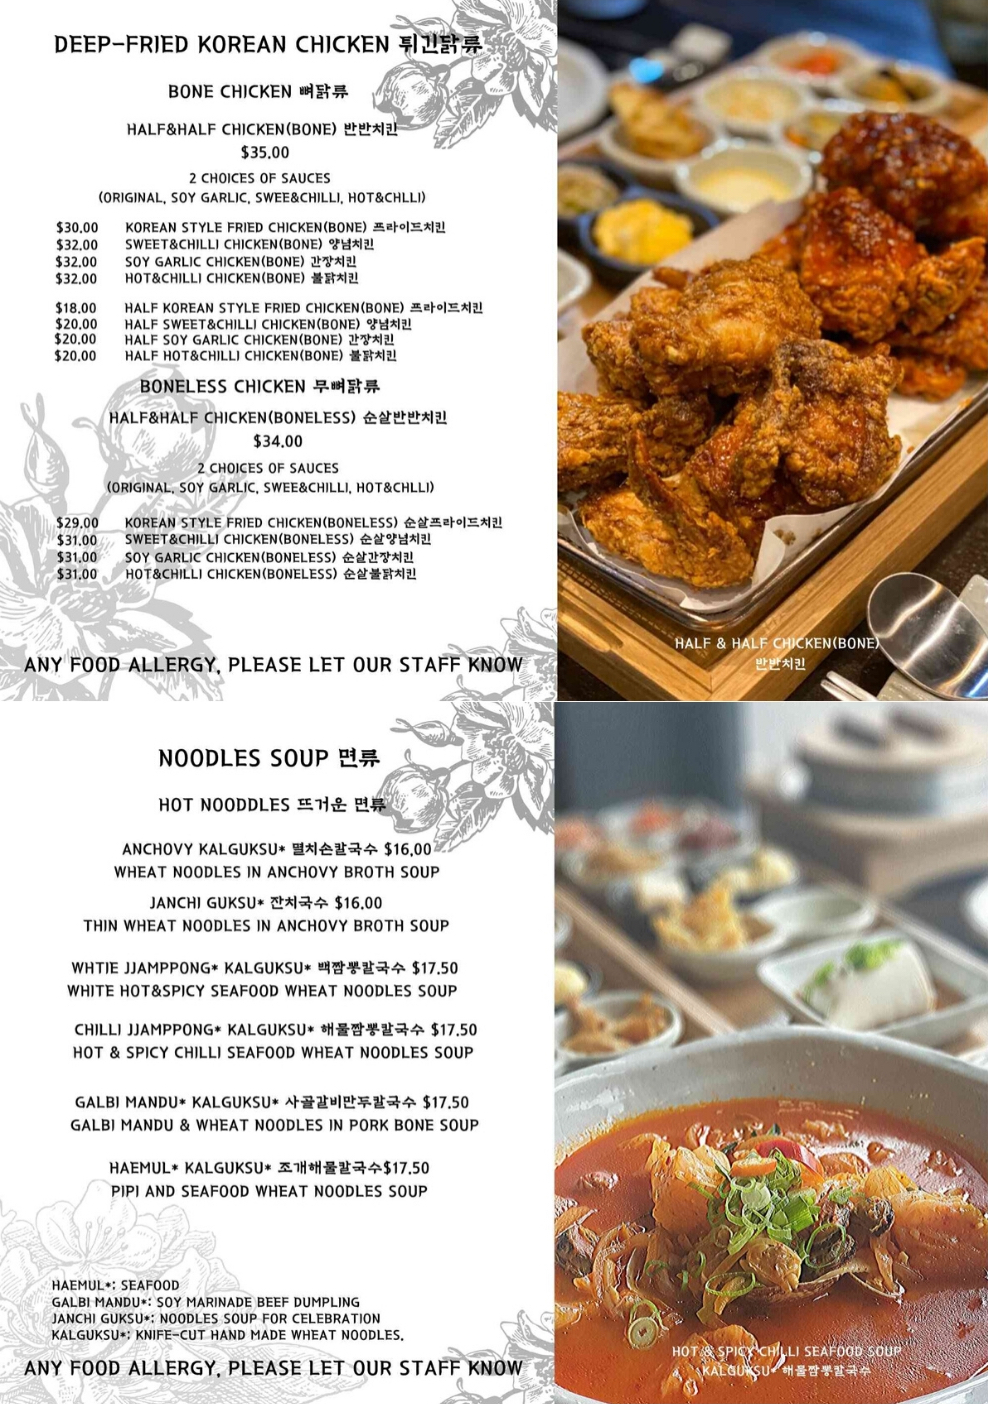 DEEP-FRIED KOREAN CHICKEN 튀긴닭류
BONE CHICKEN 뼈닭류
HALF&HALF CHICKEN(BONE) 반반치킨
$35.00
2 CHOICES OF SAUCES
(ORIGINAL, SOY GARLIC, SWEE&CHILLI, HOT&CHLLI)
$30.00 KOREAN STYLE FRIED CHICKEN(BONE) 프라이드치킨
$32.00 SWEET&CHILLI CHICKEN(BONE) 양념치킨
$32.00 SOY GARLIC CHICKEN(BONE) 간장치킨
$32.00 HOT&CHILLI CHICKEN(BONE) 불닭치킨
$18.00 HALF KOREAN STYLE FRIED CHICKEN(BONE) 프라이드치킨
$20.00 HALF SWEET&CHILLI CHICKEN(BONE) 양념치킨
$20.00 HALF SOY GARLIC CHICKEN(BONE) 간장치킨
$20.00 HALF HOT&CHILLI CHICKEN(BONE) 불닭치킨
BONELESS CHICKEN 무뼈닭류
HALF&HALF CHICKEN(BONELESS) 순살반반치킨
$34.00
2 CHOICES OF SAUCES
(ORIGINAL, SOY GARLIC, SWEE&CHILLI, HOT&CHLLI)
$29.00 KOREAN STYLE FRIED CHICKEN(BONELESS) 순살프라이드치킨
$31.00 SWEET&CHILLI CHICKEN(BONELESS) 순살양념치킨
$31.00 SOY GARLIC CHICKEN(BONELESS) 순살간장치킨
$31.00 HOT&CHILLI CHICKEN(BONELESS) 순살불닭치킨
ANY FOOD ALLERGY, PLEASE LET OUR STAFF KNOW
HALF & HALF CHICKEN(BONE)
반반치킨
NOODLES SOUP 면류
HOT NOODDLES 뜨거운 면류
ANCHOVY KALGUKSU* 멸치손칼국수 $16.00
WHEAT NOODLES IN ANCHOVY BROTH SOUP
JANCHI GUKSU* 잔치국수 $16.00
THIN WHEAT NOODLES IN ANCHOVY BROTH SOUP
WHTIE JJAMPPONG* KALGUKSU* 백짬뽕칼국수 $17.50
WHITE HOT&SPICY SEAFOOD WHEAT NOODLES SOUP
CHILLI JJAMPPONG* KALGUKSU* 해물짬뽕칼국수 $17.50
HOT & SPICY CHILLI SEAFOOD WHEAT NOODLES SOUP
GALBI MANDU* KALGUKSU* 사골갈비만두칼국수 $17.50
GALBI MANDU & WHEAT NOODLES IN PORK BONE SOUP
HAEMUL* KALGUKSU* 조개해물칼국수$17.50
PIPI AND SEAFOOD WHEAT NOODLES SOUP
HAEMUL*: SEAFOOD
GALBI MANDU*: SOY MARINADE BEEF DUMPLING
JANCHI GUKSU*: NOODLES SOUP FOR CELEBRATION
KALGUKSU*: KNIFE-CUT HAND MADE WHEAT NOODLES.
ANY FOOD ALLERGY, PLEASE LET OUR STAFF KNOW
HOT & SPICY CHILLI SEAFOOD SOUP
KALGUKSU* 해물짬뽕칼국수